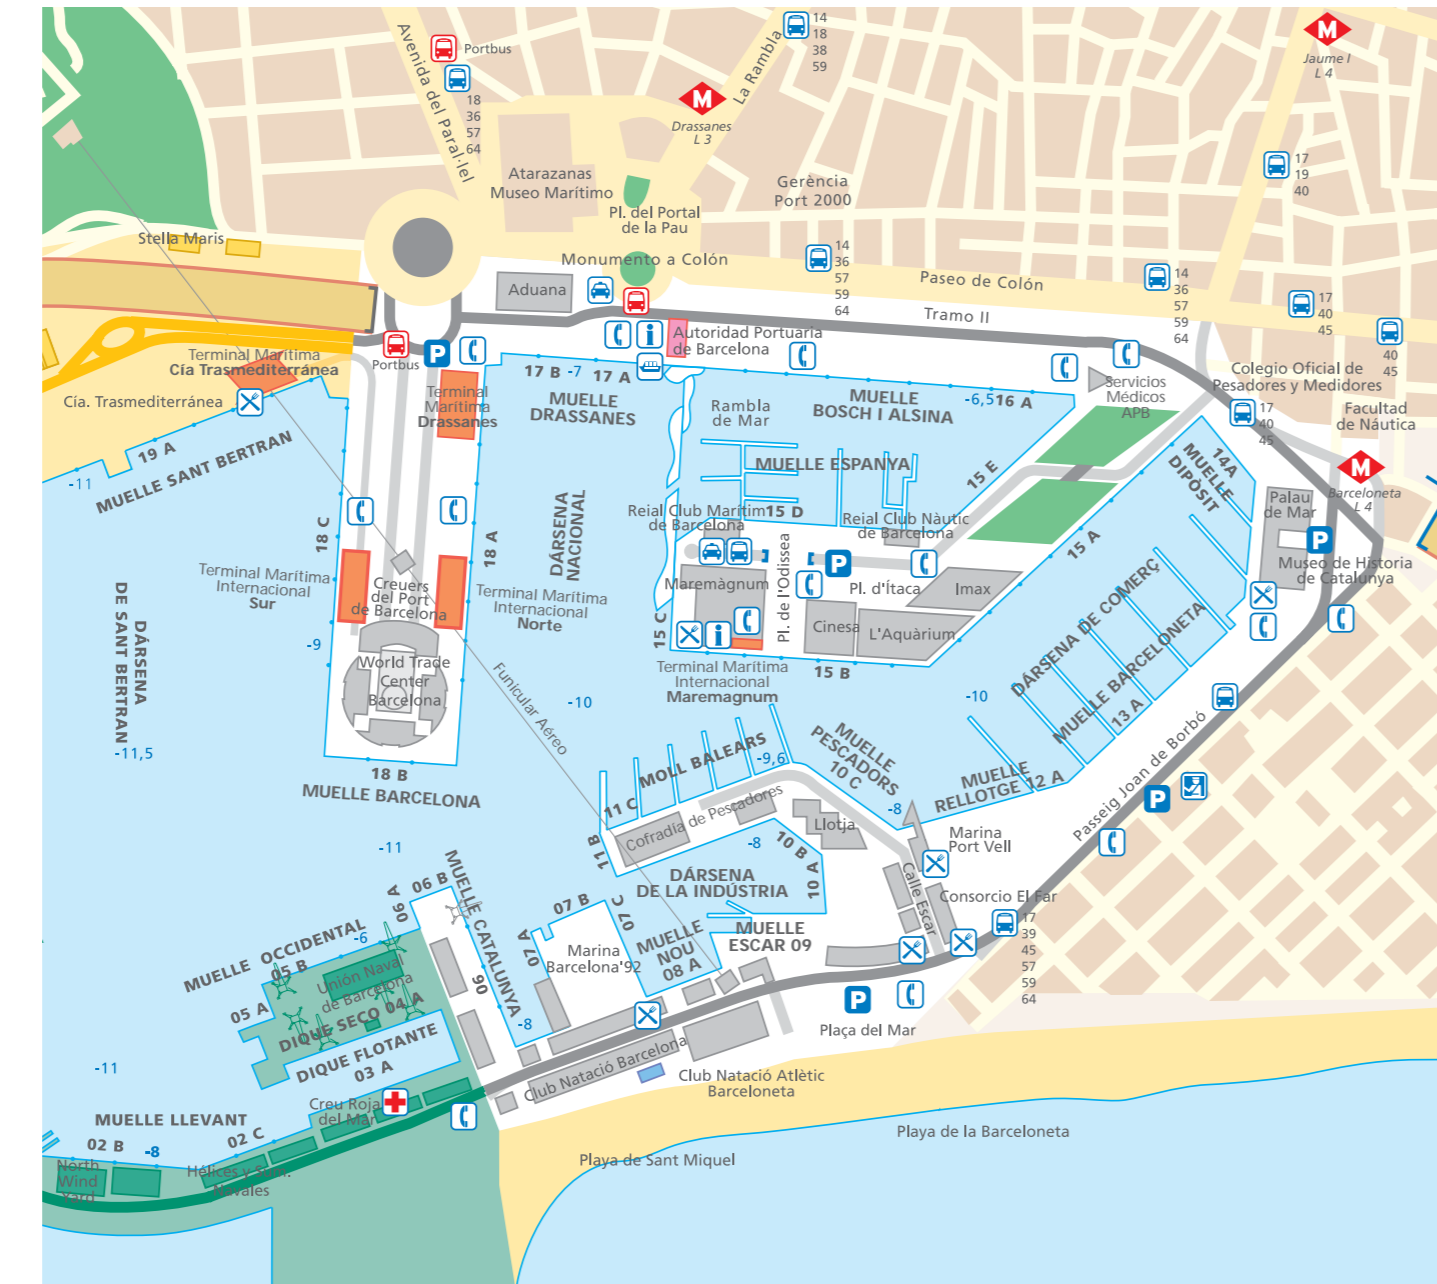 Avenida del Paral·lel
Portbus
18
36
57
64
14
18
38
59
La Rambla
M
Drassanes
L 3
M
Jaume I
L 4
17
19
40
Atarazanas
Museo Marítimo
Gerència
Port 2000
Pl. del Portal
de la Pau
Stella Maris
Monumento a Colón
14
36
57
59
64
Paseo de Colón
14
36
57
59
64
17
40
45
40
45
Aduana
Tramo II
Autoridad Portuaria
de Barcelona
i
Portbus
P
Terminal Marítima
Cía Trasmediterránea
Cía. Trasmediterránea
Terminal
Marítima
Drassanes
17 B
-7
17 A
MUELLE
DRASSANES
Rambla
de Mar
MUELLE
BOSCH I ALSINA
-6,5
16 A
Servicios
Médicos
APB
Colegio Oficial de
Pesadores y Medidores
17
40
45
Facultad
de Náutica
M
Barceloneta
L 4
19 A
-11
MUELLE SANT BERTRAN
MUELLE ESPANYA
15 E
14A
MUELLE
DIPÒSIT
Palau
de Mar
P
Museo de Historia
de Catalunya
18 C
18 A
DÁRSENA
NACIONAL
Reial Club Marítim
de Barcelona
15 D
Reial Club Nàutic
de Barcelona
15 A
Terminal Marítima
Internacional
Sur
Creuers
del Port
de Barcelona
Terminal Marítima
Internacional
Norte
Maremàgnum
Pl. de l'Odissea
P
Pl. d'Ítaca
Imax
Cinesa
L'Aquàrium
15 C
i
15 B
Terminal Marítima
Internacional
Maremagnum
DÁRSENA DE COMERÇ
MUELLE BARCELONETA
13 A
-10
DÁRSENA
DE SANT BERTRAN
-11,5
-9
World Trade
Center
Barcelona
18 B
MUELLE BARCELONA
Funicular Aéreo
-10
MOLL BALEARS
-9,6
MUELLE
PESCADORS
10 C
-8
MUELLE
RELLOTGE 12 A
Passeig Joan de Borbó
P
11 C
11 B
Cofradía de Pescadores
Llotja
Marina
Port Vell
-11
-8
10 B
10 A
DÁRSENA
DE LA INDÚSTRIA
Calle Escar
Consorcio El Far
17
39
45
57
59
64
06 A
06 B
MUELLE CATALUNYA
06
07 B
07 C
07 A
Marina
Barcelona'92
MUELLE
NOU
08 A
MUELLE
ESCAR 09
MUELLE OCCIDENTAL
-6
05 B
05 A
Unión Naval
de Barcelona
DIQUE SECO 04 A
-8
DIQUE FLOTANTE
03 A
P
Plaça del Mar
-11
Club Natació Barcelona
Club Natació Atlètic
Barceloneta
Creu Roja
del Mar
MUELLE LLEVANT
02 B
-8
02 C
North
Wind
Yard
Hélices y Sum.
Navales
Playa de Sant Miquel
Playa de la Barceloneta